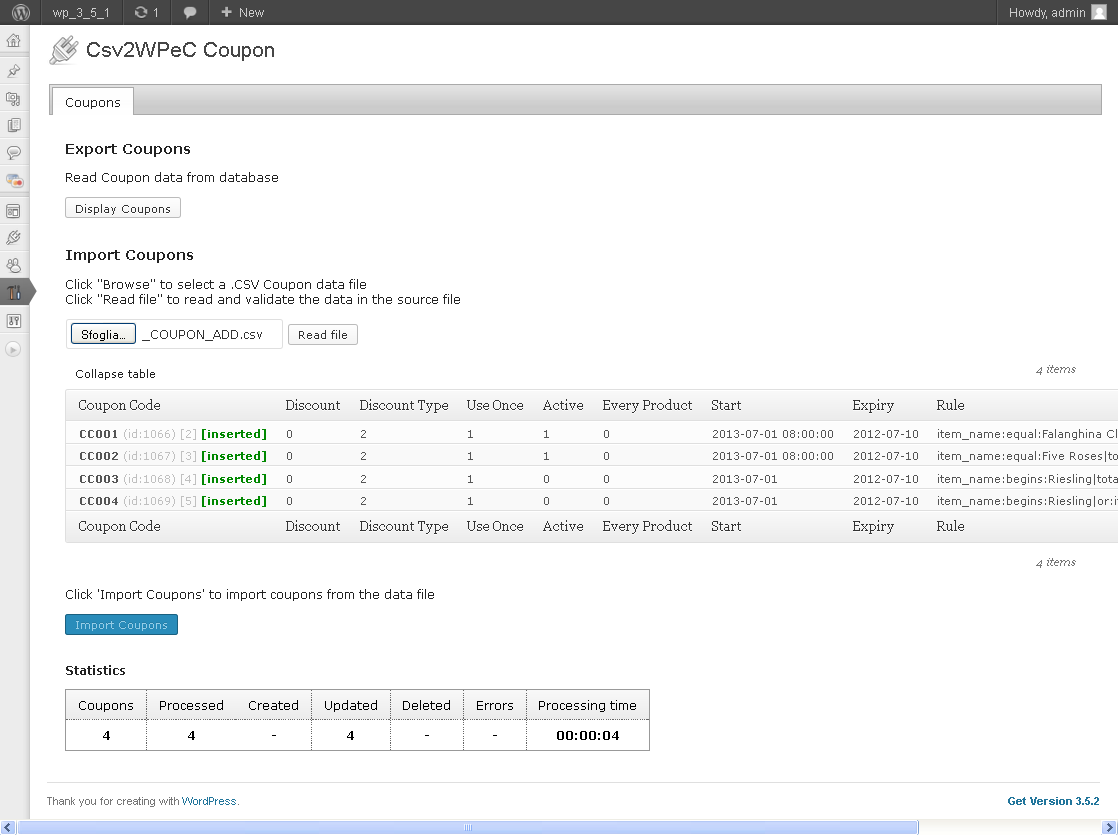 wp_3_5_1 1 + New Howdy, admin
Csv2WPeC Coupon
Coupons
Export Coupons
Read Coupon data from database
Display Coupons
Import Coupons
Click "Browse" to select a .CSV Coupon data file
Click "Read file" to read and validate the data in the source file
Sfoglia... _COUPON_ADD.csv Read file
Collapse table 4 items
Coupon Code Discount Discount Type Use Once Active Every Product Start Expiry Rule
CC001 (id:1066) [2] [inserted] 0 2 1 1 0 2013-07-01 08:00:00 2012-07-10 item_name:equal:Falanghina Cl
CC002 (id:1067) [3] [inserted] 0 2 1 1 0 2013-07-01 08:00:00 2012-07-10 item_name:equal:Five Roses|to
CC003 (id:1068) [4] [inserted] 0 2 1 0 0 2013-07-01 2012-07-10 item_name:begins:Riesling|tota
CC004 (id:1069) [5] [inserted] 0 2 1 0 0 2013-07-01 2012-07-10 item_name:begins:Riesling|or:i
Coupon Code Discount Discount Type Use Once Active Every Product Start Expiry Rule
4 items
Click 'Import Coupons' to import coupons from the data file
Import Coupons
Statistics
Coupons Processed Created Updated Deleted Errors Processing time
4 4 - 4 - - 00:00:04
Thank you for creating with WordPress. Get Version 3.5.2